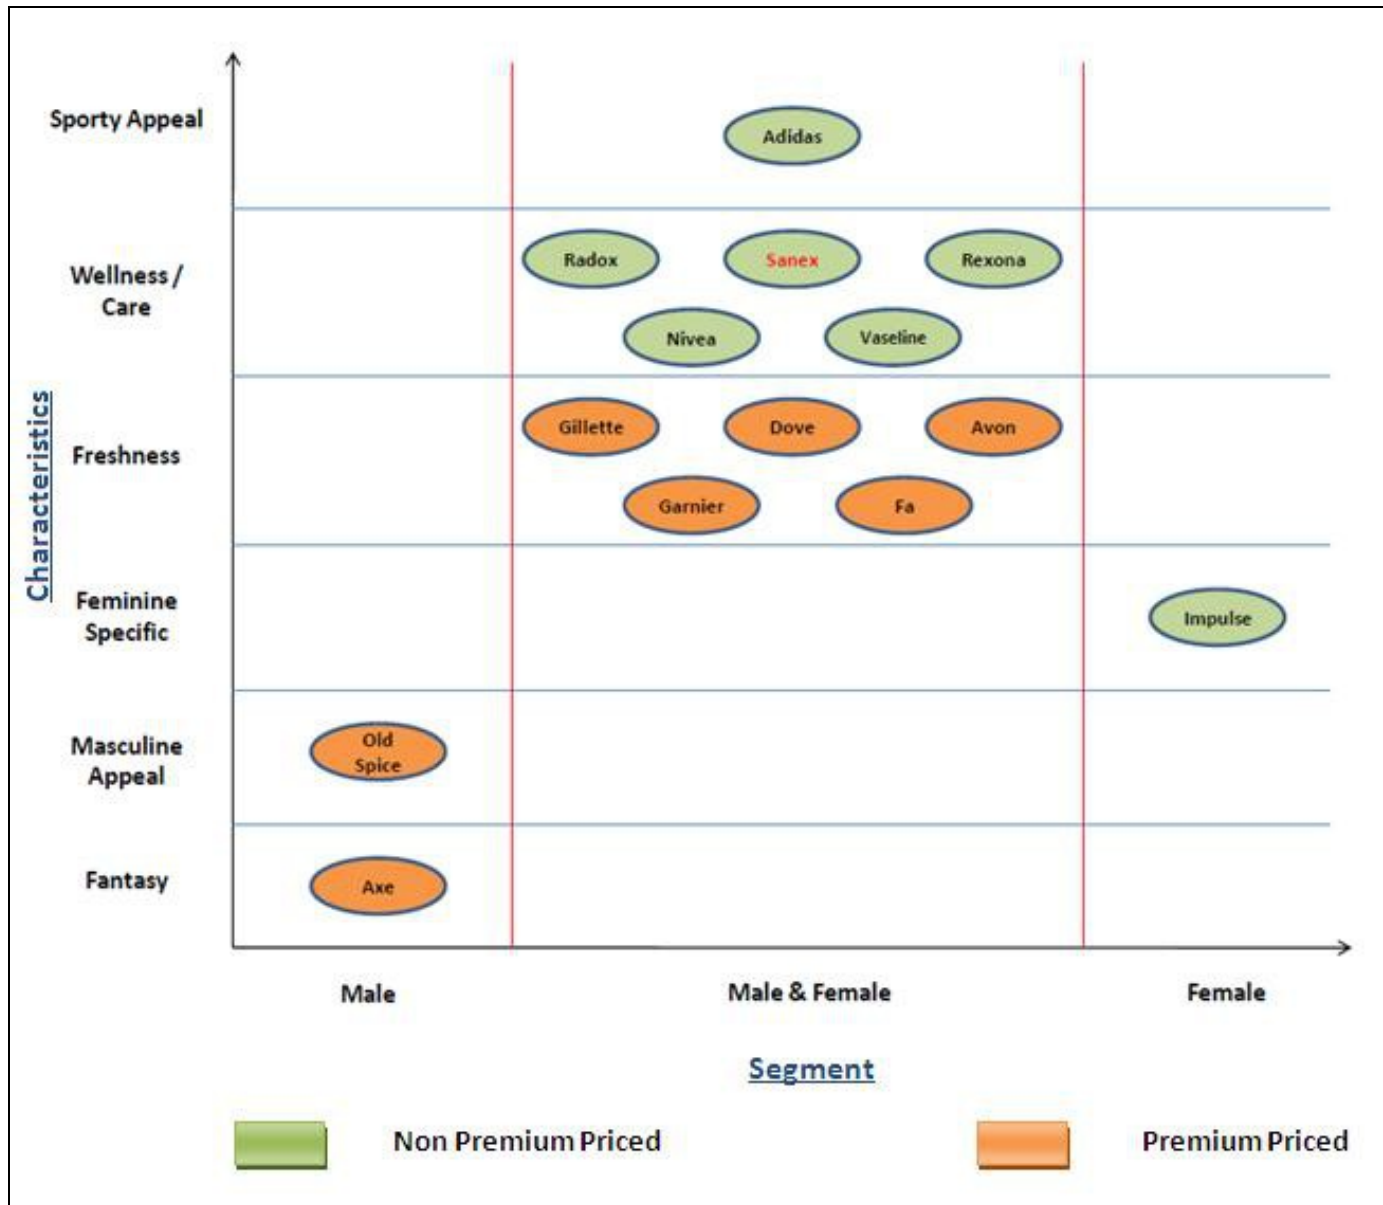 Sporty Appeal
Adidas
Wellness /
Care
Radox
Sanex
Rexona
Nivea
Vaseline
Characteristics
Freshness
Gillette
Dove
Avon
Garnier
Fa
Feminine
Specific
Impulse
Masculine
Appeal
Old
Spice
Fantasy
Axe
Male
Male & Female
Female
Segment
Non Premium Priced
Premium Priced